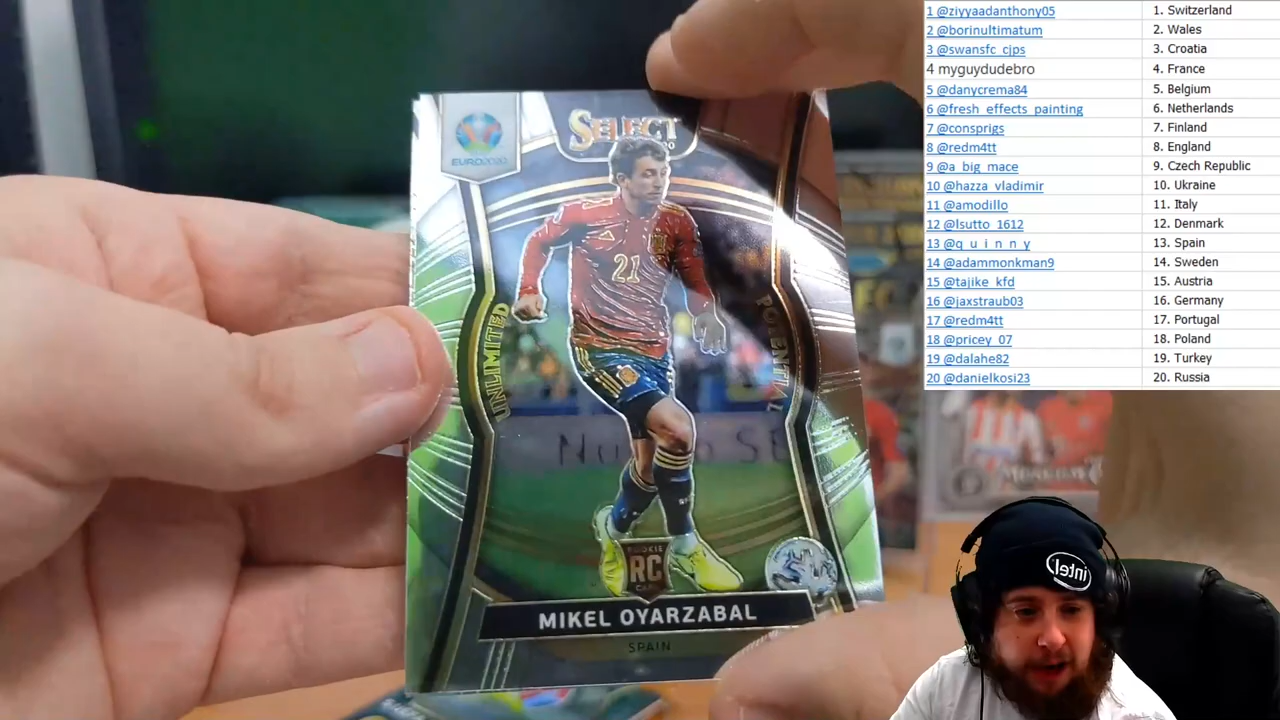 1 @ziyyaadanthony05 1. Switzerland
2 @borinultimatum 2. Wales
3 @swansfc_cjps 3. Croatia
4 myguydudebro 4. France
5 @danycrema84 5. Belgium
6 @fresh_effects_painting 6. Netherlands
7 @consprigs 7. Finland
8 @redm4tt 8. England
9 @a_big_mace 9. Czech Republic
10 @hazza_vladimir 10. Ukraine
11 @amodillo 11. Italy
12 @lsutto_1612 12. Denmark
13 @q_u_i_n_n_y 13. Spain
14 @adammonkman9 14. Sweden
15 @tajike_kfd 15. Austria
16 @jaxstraub03 16. Germany
17 @redm4tt 17. Portugal
18 @pricey_07 18. Poland
19 @dalahe82 19. Turkey
20 @danielkosi23 20. Russia
SELECT
EURO2020
21
UNLIMITED
POTENTIAL
ROOKIE
RC
MIKEL OYARZABAL
SPAIN
intel